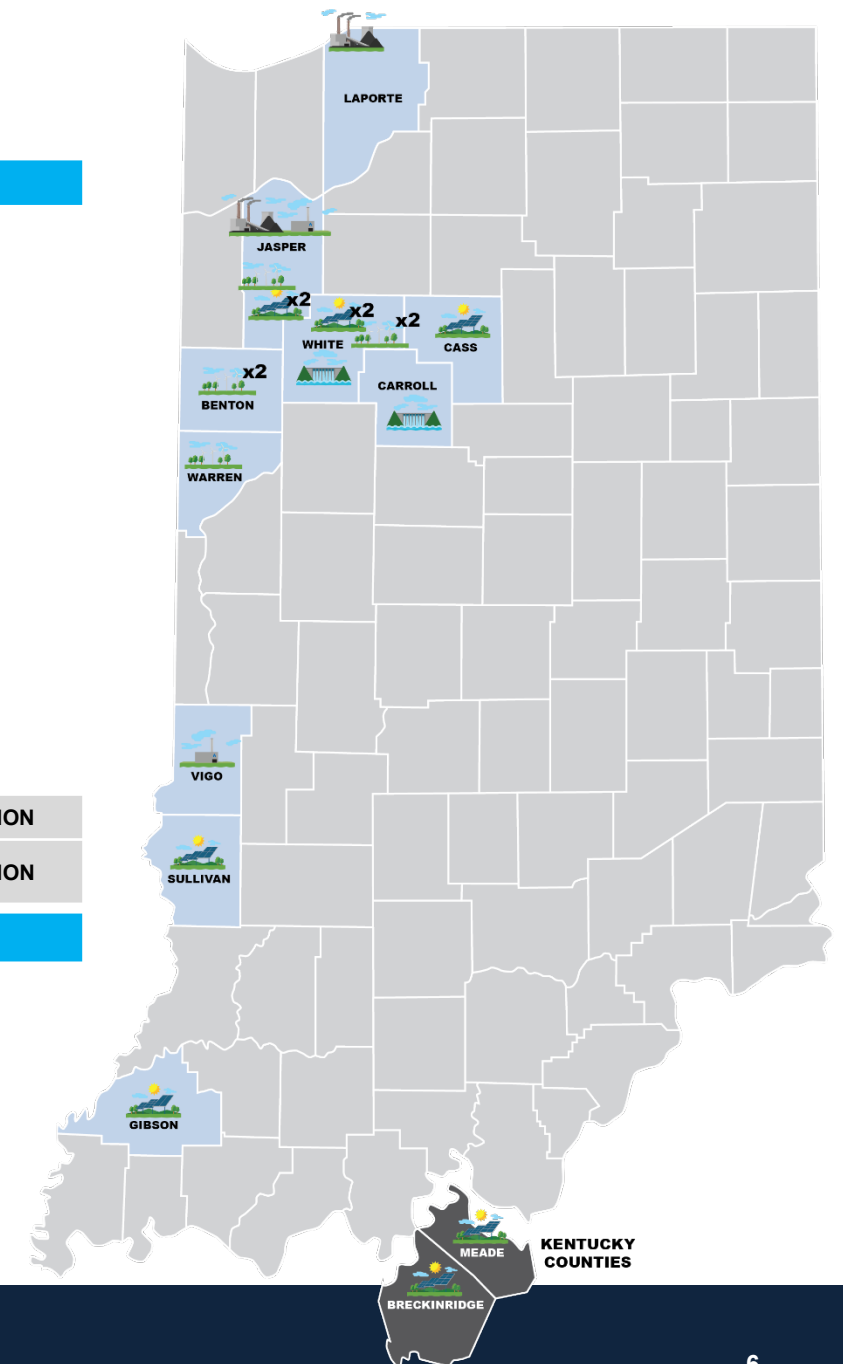 LAPORTE
JASPER
x2
x2
x2
WHITE
CASS
x2
CARROLL
BENTON
WARREN
VIGO
ION
ION
SULLIVAN
GIBSON
MEADE
KENTUCKY
COUNTIES
BRECKINRIDGE